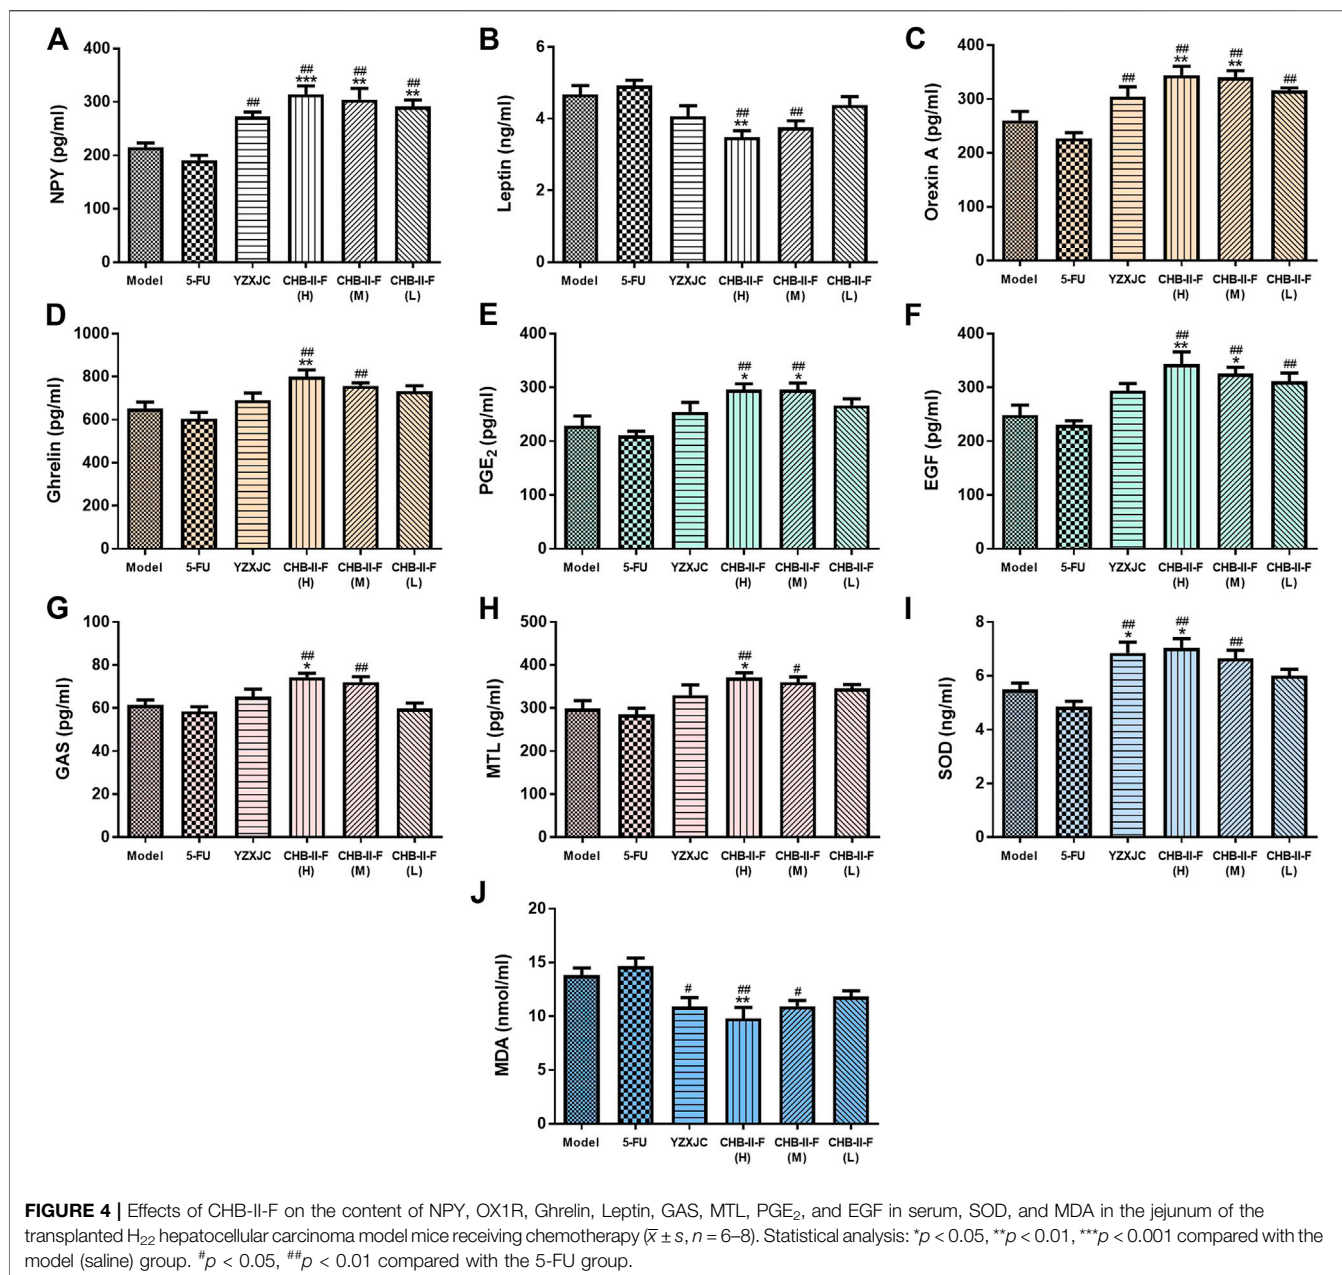 A
NPY (pg/ml)
400
300
200
100
0
##
##
***
##
**
##
**
Model
5-FU
YZXJC
CHB-II-F
(H)
CHB-II-F
(M)
CHB-II-F
(L)
B
Leptin (ng/ml)
6
4
2
0
##
**
##
Model
5-FU
YZXJC
CHB-II-F
(H)
CHB-II-F
(M)
CHB-II-F
(L)
C
Orexin A (pg/ml)
400
300
200
100
0
##
##
**
##
**
##
Model
5-FU
YZXJC
CHB-II-F
(H)
CHB-II-F
(M)
CHB-II-F
(L)
D
Ghrelin (pg/ml)
1000
800
600
400
200
0
##
**
##
Model
5-FU
YZXJC
CHB-II-F
(H)
CHB-II-F
(M)
CHB-II-F
(L)
E
PGE₂ (pg/ml)
400
300
200
100
0
##
*
##
*
Model
5-FU
YZXJC
CHB-II-F
(H)
CHB-II-F
(M)
CHB-II-F
(L)
F
EGF (pg/ml)
400
300
200
100
0
##
**
##
*
##
Model
5-FU
YZXJC
CHB-II-F
(H)
CHB-II-F
(M)
CHB-II-F
(L)
G
GAS (pg/ml)
100
80
60
40
20
0
##
*
##
Model
5-FU
YZXJC
CHB-II-F
(H)
CHB-II-F
(M)
CHB-II-F
(L)
H
MTL (pg/ml)
500
400
300
200
100
0
##
*
#
Model
5-FU
YZXJC
CHB-II-F
(H)
CHB-II-F
(M)
CHB-II-F
(L)
I
SOD (ng/ml)
8
6
4
2
0
##
*
##
*
##
Model
5-FU
YZXJC
CHB-II-F
(H)
CHB-II-F
(M)
CHB-II-F
(L)
J
MDA (nmol/ml)
20
15
10
5
0
#
##
**
#
Model
5-FU
YZXJC
CHB-II-F
(H)
CHB-II-F
(M)
CHB-II-F
(L)
FIGURE 4 | Effects of CHB-II-F on the content of NPY, OX1R, Ghrelin, Leptin, GAS, MTL, PGE₂, and EGF in serum, SOD, and MDA in the jejunum of the
transplanted H₂₂ hepatocellular carcinoma model mice receiving chemotherapy (x̅ ± s, n = 6–8). Statistical analysis: *p < 0.05, **p < 0.01, ***p < 0.001 compared with the
model (saline) group. #p < 0.05, ##p < 0.01 compared with the 5-FU group.